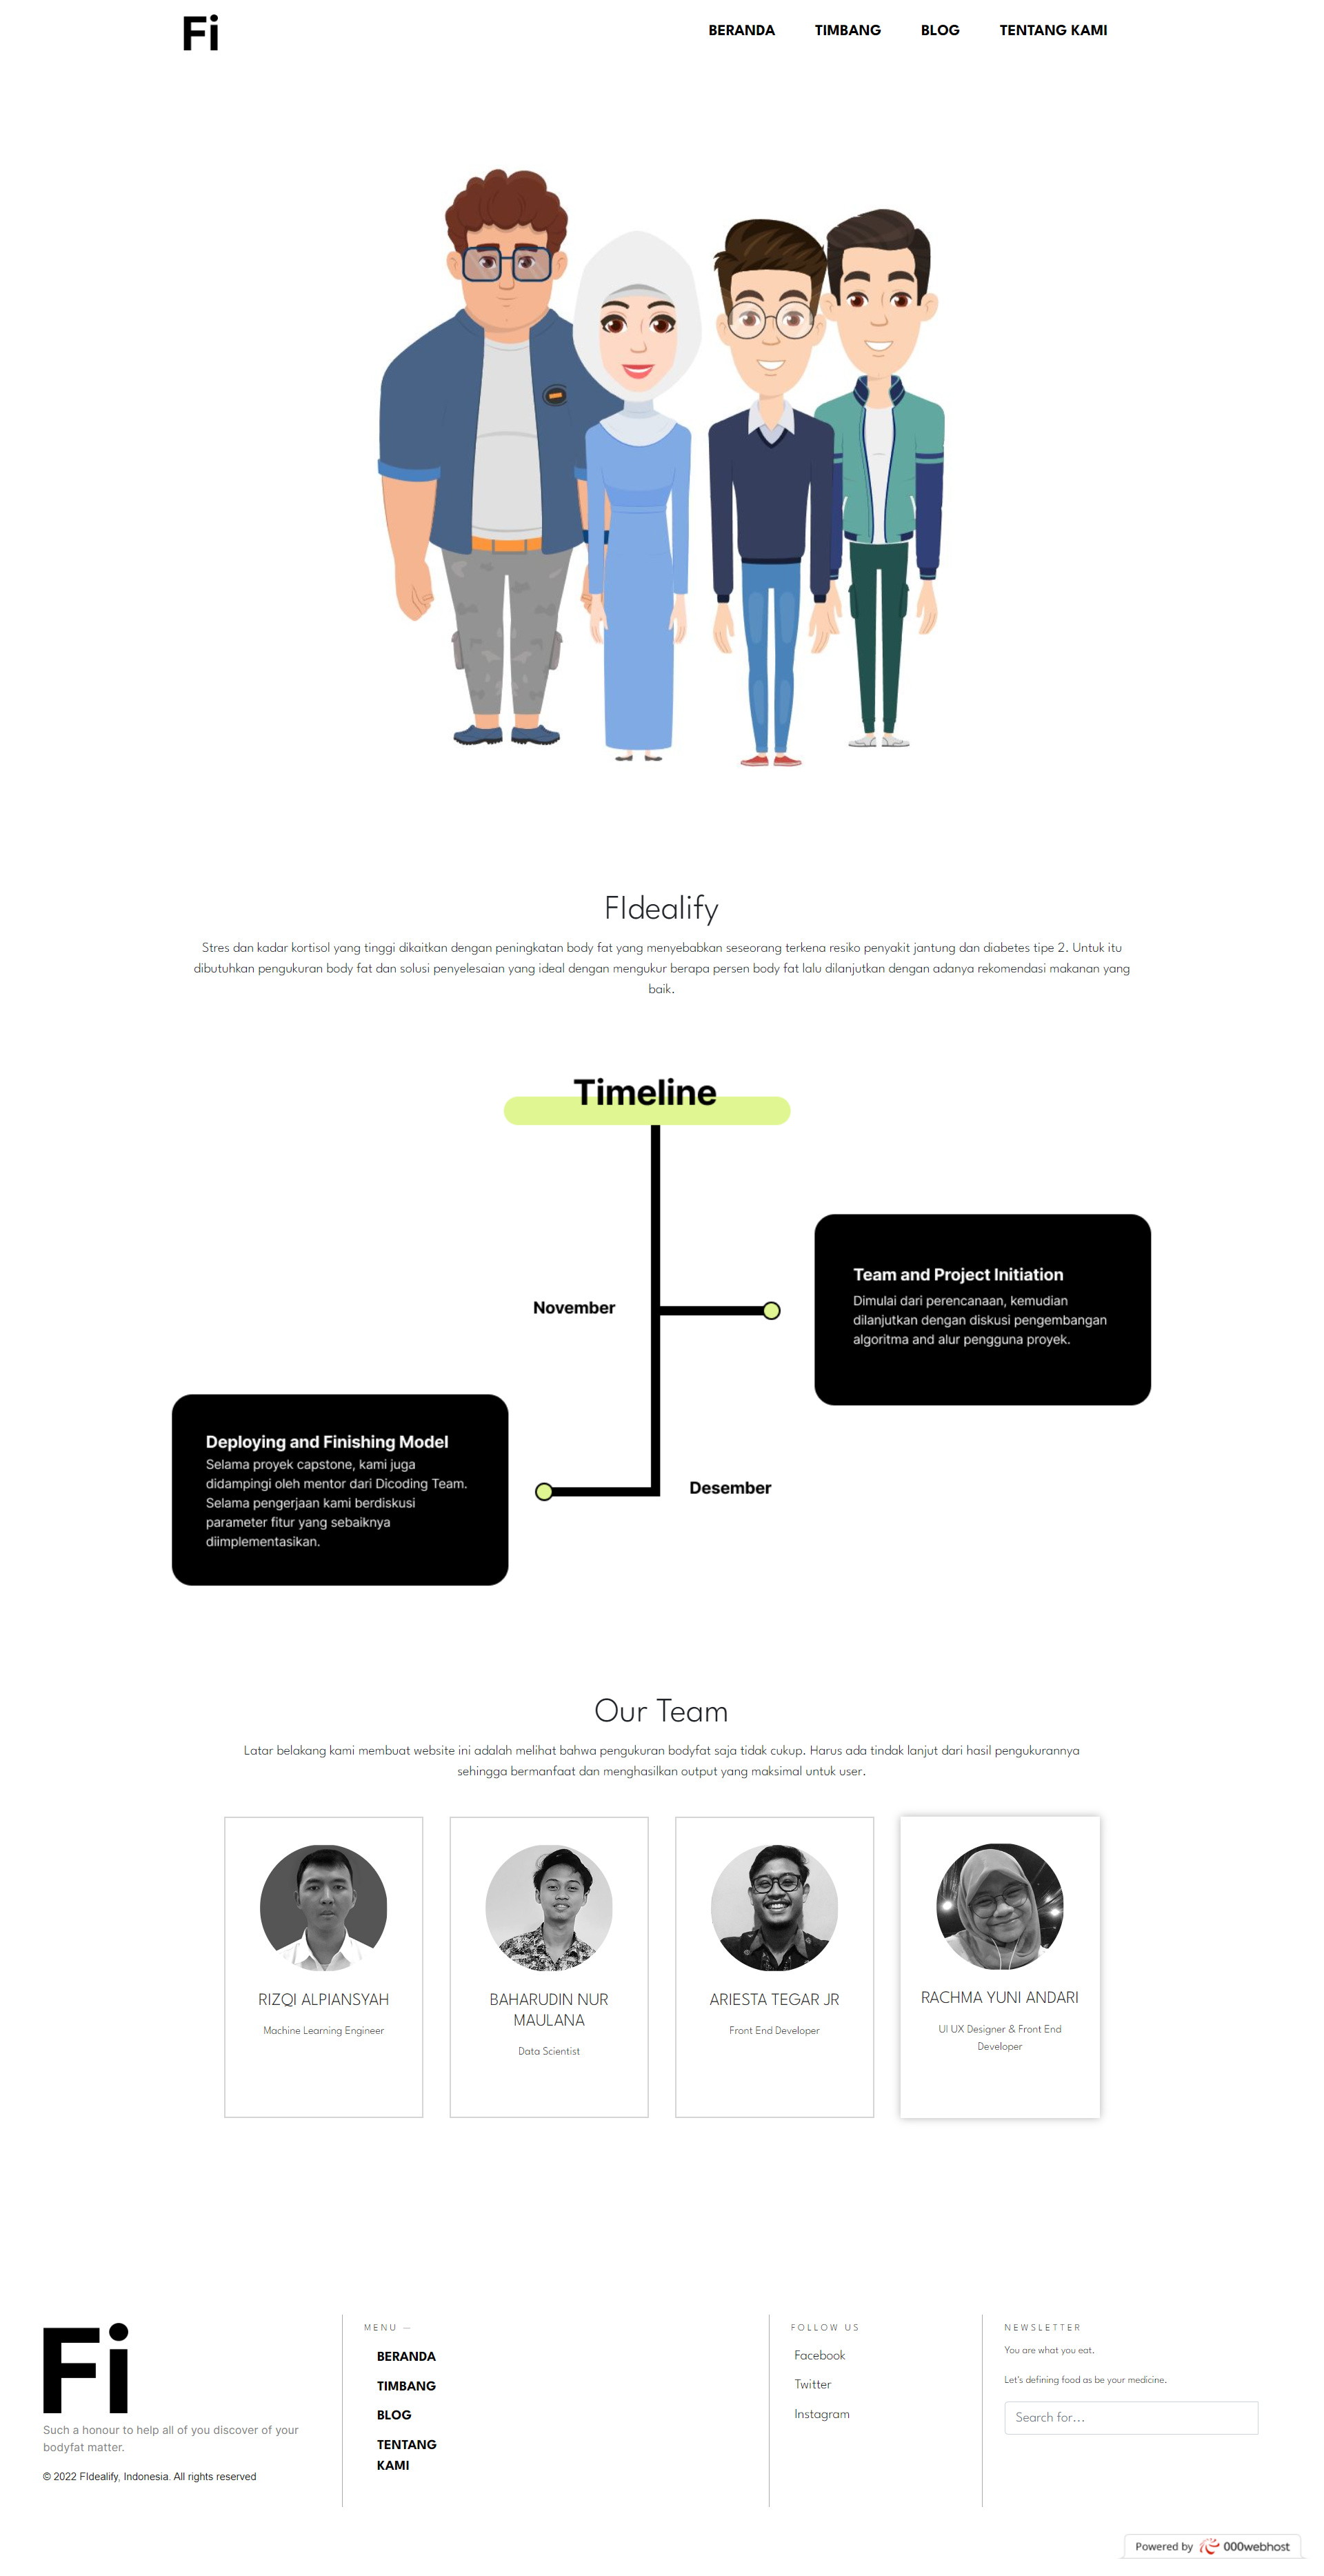 Fi
BERANDA TIMBANG BLOG TENTANG KAMI
FIdealify
Stres dan kadar kortisol yang tinggi dikaitkan dengan peningkatan body fat yang menyebabkan seseorang terkena resiko penyakit jantung dan diabetes tipe 2. Untuk itu
dibutuhkan pengukuran body fat dan solusi penyelesaian yang ideal dengan mengukur berapa persen body fat lalu dilanjutkan dengan adanya rekomendasi makanan yang
baik.
Timeline
Team and Project Initiation
Dimulai dari perencanaan, kemudian
dilanjutkan dengan diskusi pengembangan
algoritma and alur pengguna proyek.
November
Deploying and Finishing Model
Selama proyek capstone, kami juga
didampingi oleh mentor dari Dicoding Team.
Selama pengerjaan kami berdiskusi
parameter fitur yang sebaiknya
diimplementasikan.
Desember
Our Team
Latar belakang kami membuat website ini adalah melihat bahwa pengukuran bodyfat saja tidak cukup. Harus ada tindak lanjut dari hasil pengukurannya
sehingga bermanfaat dan menghasilkan output yang maksimal untuk user.
RIZQI ALPIANSYAH
Machine Learning Engineer
BAHARUDIN NUR
MAULANA
Data Scientist
ARIESTA TEGAR JR
Front End Developer
RACHMA YUNI ANDARI
UI UX Designer & Front End
Developer
Fi
Such a honour to help all of you discover of your
bodyfat matter.
© 2022 FIdealify, Indonesia. All rights reserved
MENU —
BERANDA
TIMBANG
BLOG
TENTANG
KAMI
FOLLOW US
Facebook
Twitter
Instagram
NEWSLETTER
You are what you eat.
Let's defining food as be your medicine.
Search for...
Powered by 000webhost